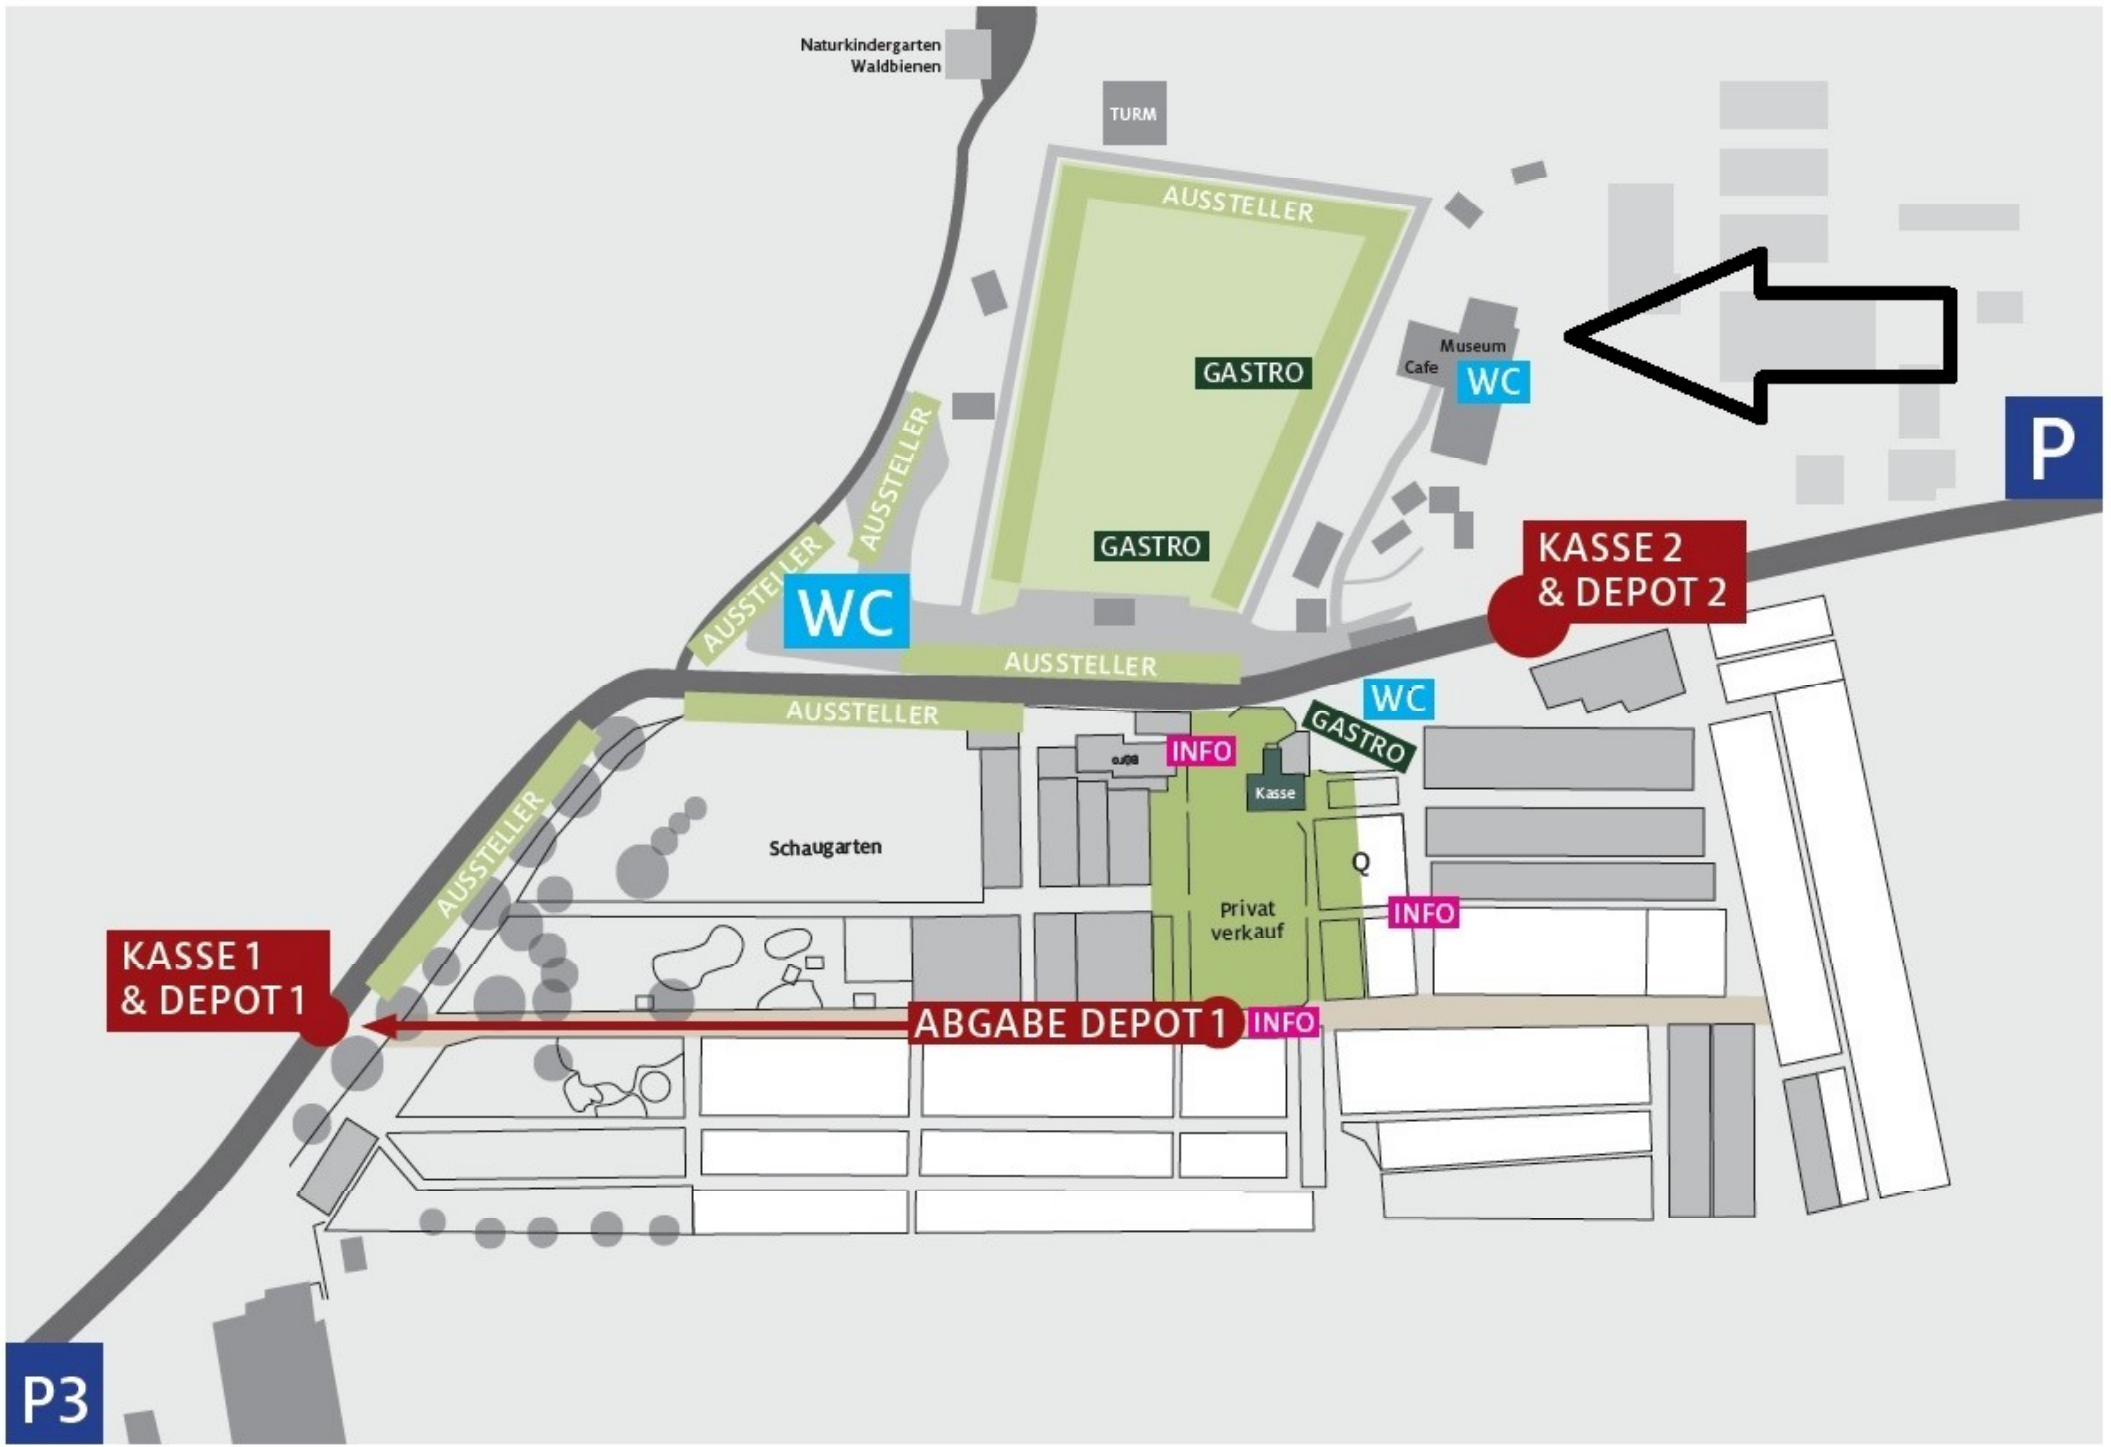 Naturkindergarten
Waldbienen
TURM
AUSSTELLER
GASTRO
Museum
Cafe
WC
P
AUSSTELLER
GASTRO
KASSE 2
& DEPOT 2
AUSSTELLER
WC
AUSSTELLER
WC
AUSSTELLER
GASTRO
INFO
Büro
Kasse
AUSSTELLER
Schaugarten
Q
Privat
verkauf
INFO
KASSE 1
& DEPOT 1
ABGABE DEPOT 1
INFO
P3